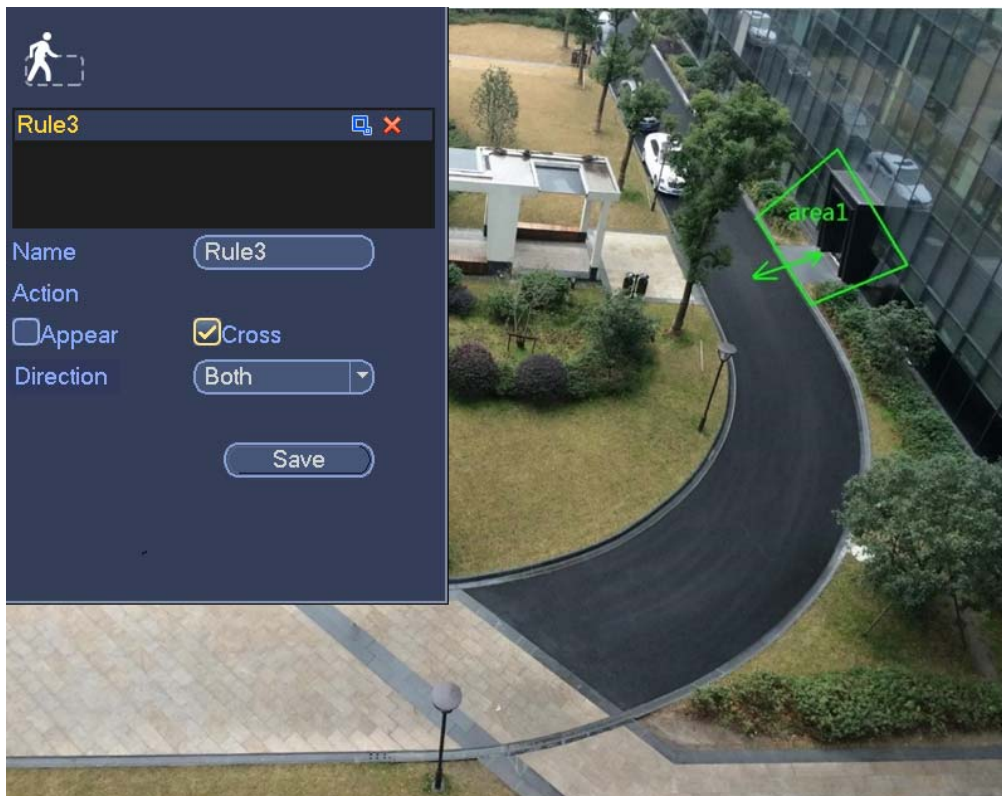 Rule3
Name Rule3
Action
Appear Cross
Direction Both
Save
area1